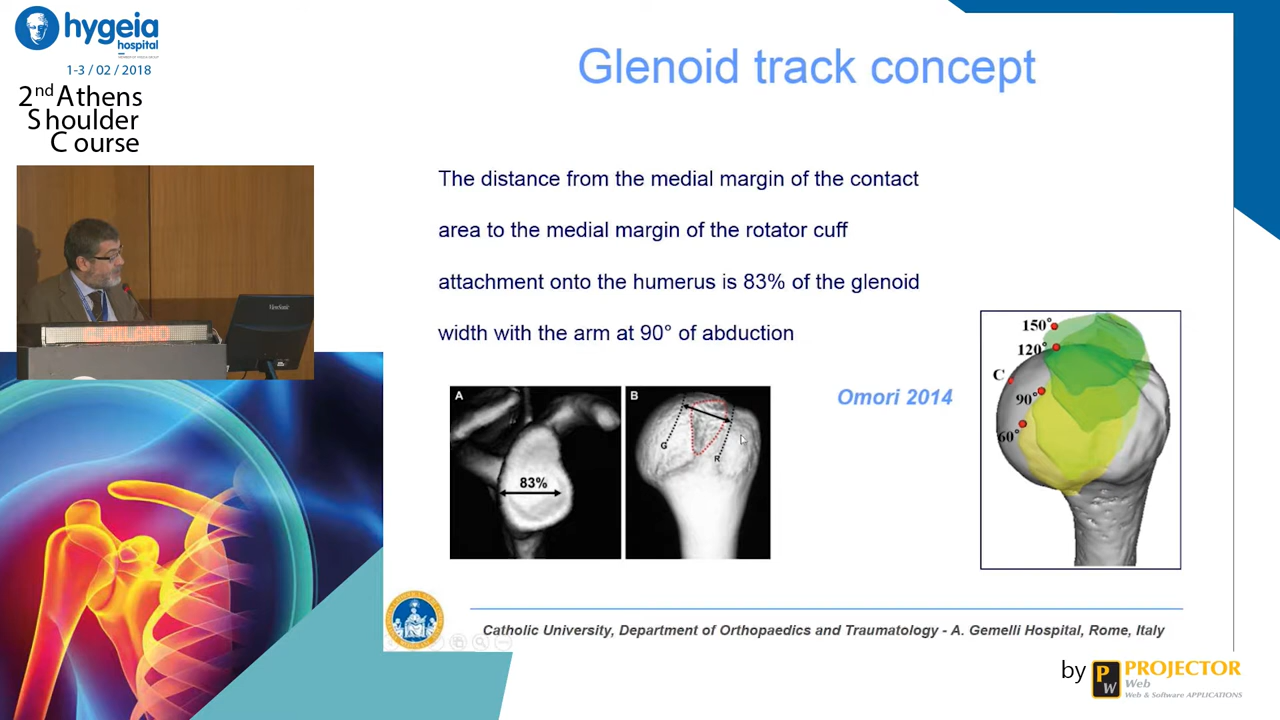 hygeia
hospital
1-3 / 02 / 2018
2nd Athens
Shoulder
Course
ViewSonic
Glenoid track concept
The distance from the medial margin of the contact
area to the medial margin of the rotator cuff
attachment onto the humerus is 83% of the glenoid
width with the arm at 90° of abduction
Omori 2014
A
83%
B
G
R
150°
120°
C
90°
60°
Catholic University, Department of Orthopaedics and Traumatology - A. Gemelli Hospital, Rome, Italy
by PW PROJECTOR
Web
Web & Software APPLICATIONS